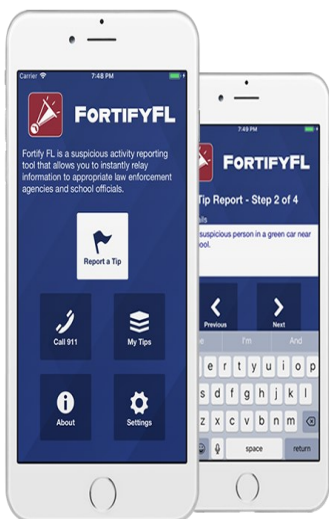 Carrier 7:48 PM
FORTIFYFL
Fortify FL is a suspicious activity reporting
tool that allows you to instantly relay
information to appropriate law enforcement
agencies and school officials.
Report a Tip
Call 911
My Tips
About
Settings
7:49 PM
FORTIFYFL
Tip Report - Step 2 of 4
suspicious person in a green car near
Previous
Next
I'm
And
e r t y u i o p
s d f g h j k l
z x c v b n m
space
return